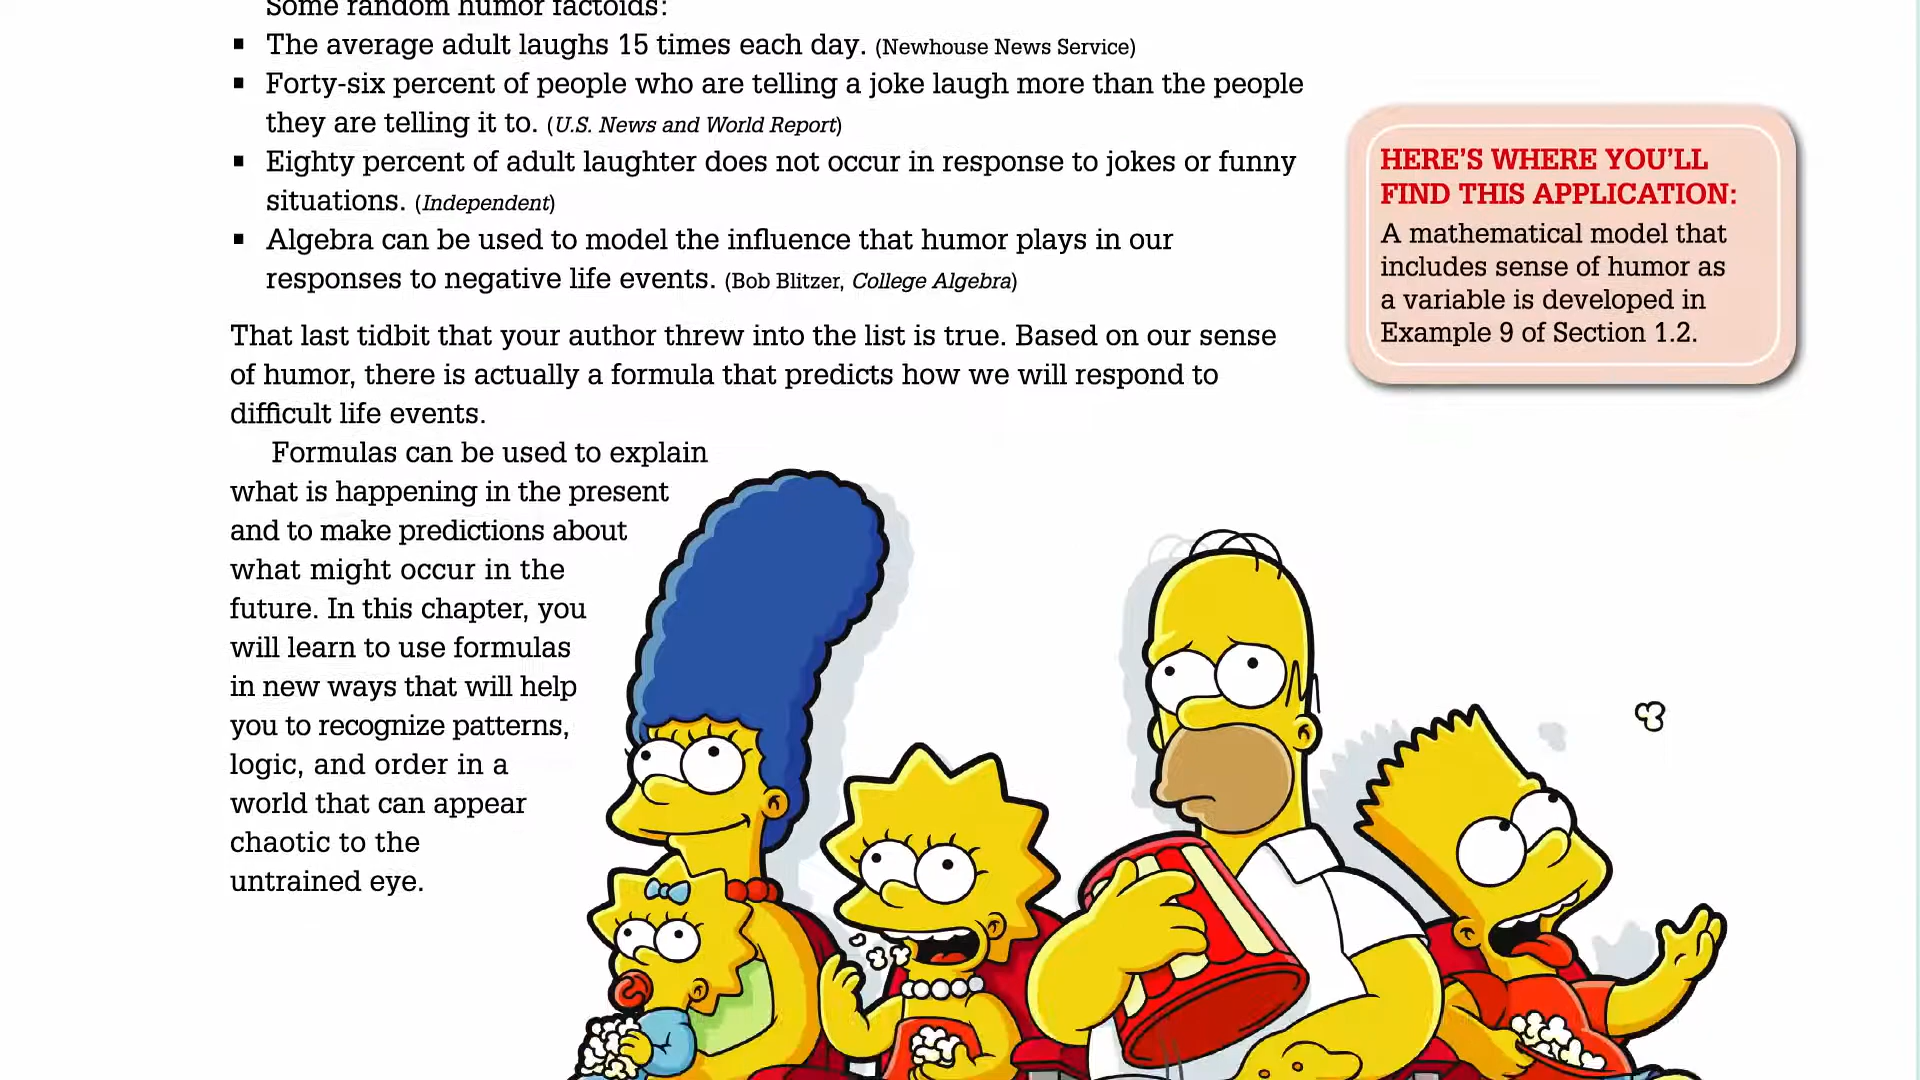 Some random humor factoids:
▪ The average adult laughs 15 times each day. (Newhouse News Service)
▪ Forty-six percent of people who are telling a joke laugh more than the people
they are telling it to. (U.S. News and World Report)
▪ Eighty percent of adult laughter does not occur in response to jokes or funny
situations. (Independent)
▪ Algebra can be used to model the influence that humor plays in our
responses to negative life events. (Bob Blitzer, College Algebra)
That last tidbit that your author threw into the list is true. Based on our sense
of humor, there is actually a formula that predicts how we will respond to
difficult life events.
Formulas can be used to explain
what is happening in the present
and to make predictions about
what might occur in the
future. In this chapter, you
will learn to use formulas
in new ways that will help
you to recognize patterns,
logic, and order in a
world that can appear
chaotic to the
untrained eye.
HERE'S WHERE YOU'LL
FIND THIS APPLICATION:
A mathematical model that
includes sense of humor as
a variable is developed in
Example 9 of Section 1.2.